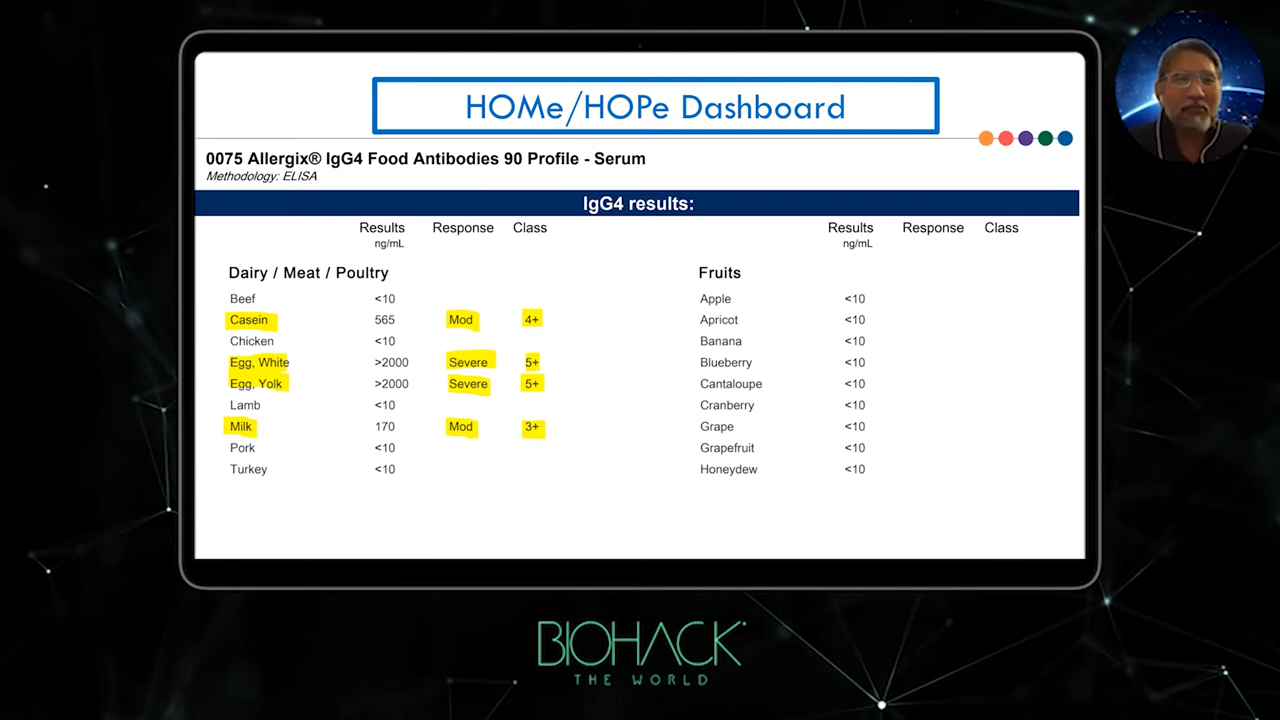 HOMe/HOPe Dashboard
0075 Allergix® IgG4 Food Antibodies 90 Profile - Serum
Methodology: ELISA
IgG4 results:
Results Response Class
ng/mL
Dairy / Meat / Poultry
Beef <10
Casein 565 Mod 4+
Chicken <10
Egg, White >2000 Severe 5+
Egg, Yolk >2000 Severe 5+
Lamb <10
Milk 170 Mod 3+
Pork <10
Turkey <10
Results Response Class
ng/mL
Fruits
Apple <10
Apricot <10
Banana <10
Blueberry <10
Cantaloupe <10
Cranberry <10
Grape <10
Grapefruit <10
Honeydew <10
BIOHACK
THE WORLD